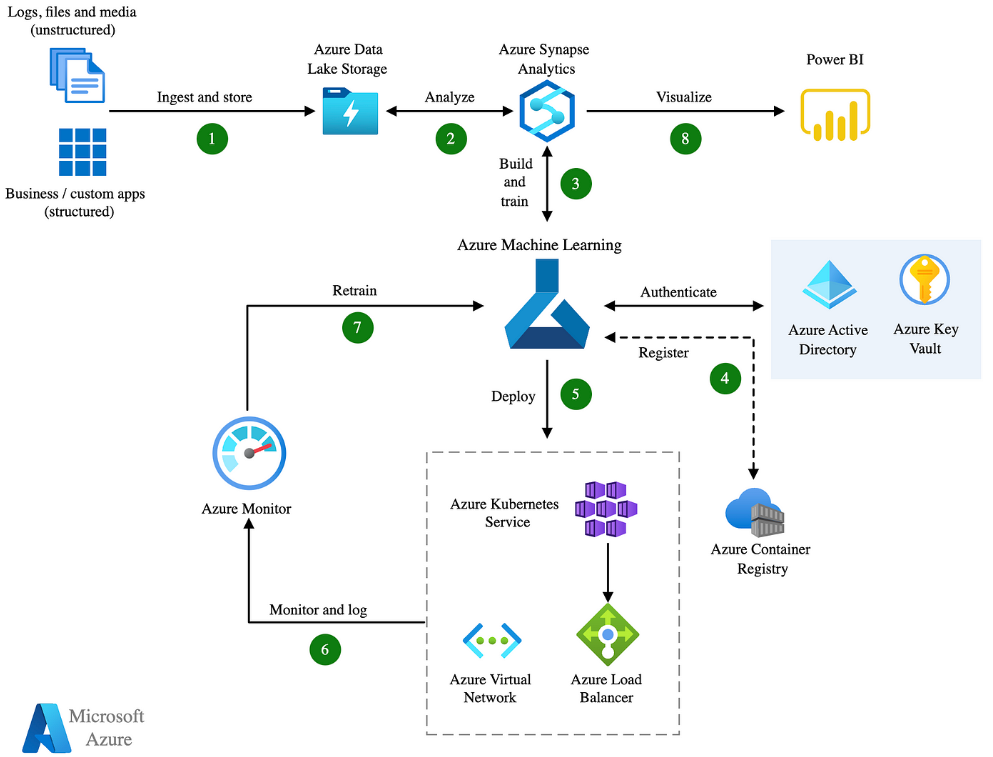 Logs, files and media
(unstructured)
Azure Data
Lake Storage
Azure Synapse
Analytics
Power BI
Ingest and store
1
Analyze
2
Visualize
8
Business / custom apps
(structured)
Build
and
train
3
Azure Machine Learning
Retrain
7
Authenticate
Azure Active
Directory
Azure Key
Vault
Register
4
Deploy
5
Azure Monitor
Azure Kubernetes
Service
Azure Container
Registry
Monitor and log
6
Azure Virtual
Network
Azure Load
Balancer
Microsoft
Azure